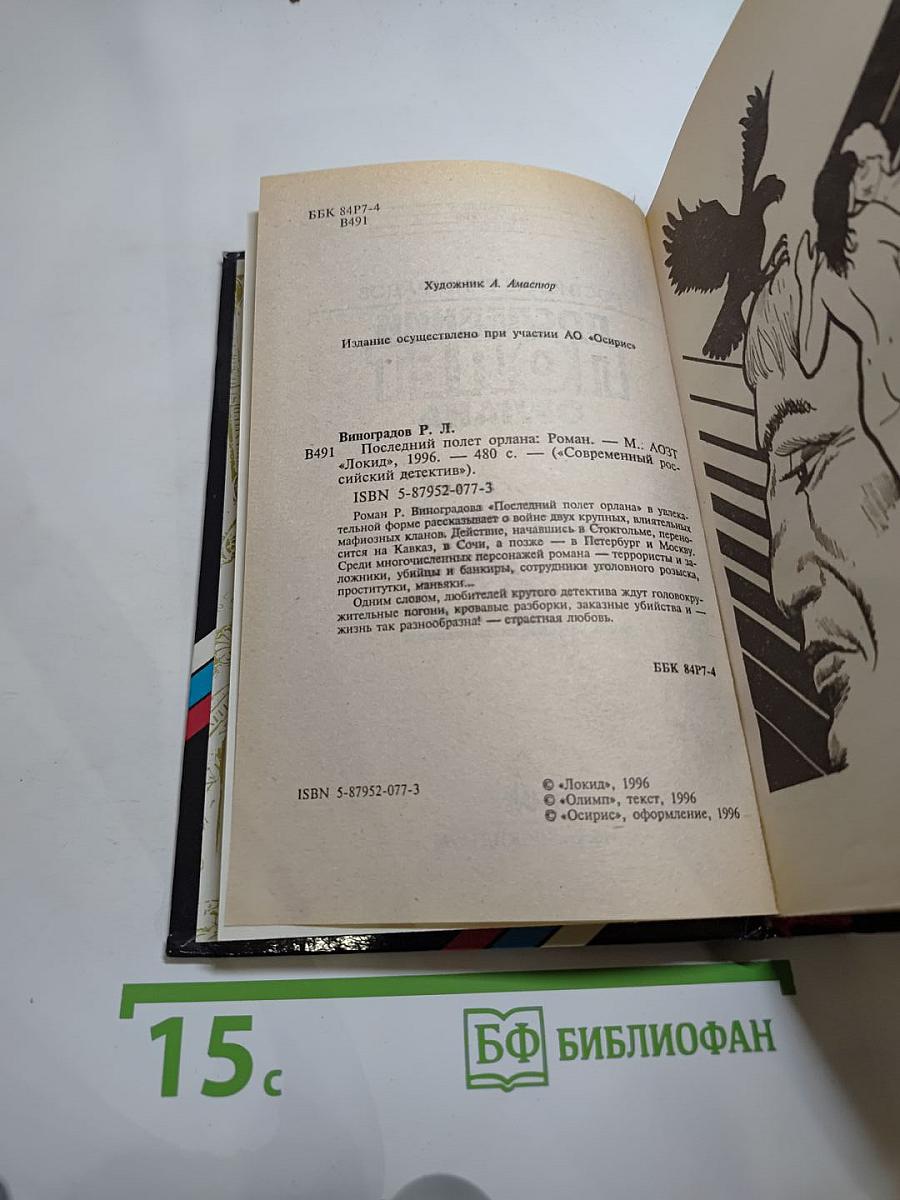 ББК 84Р7-4
В491
Художник А. Амаспюр
Издание осуществлено при участии АО «Осирис»
Виноградов Р. Л.
В491 Последний полет орлана: Роман. — М.: АОЗТ
«Локид», 1996. — 480 с. — («Современный рос-
сийский детектив»).
ISBN 5-87952-077-3
Роман Р. Виноградова «Последний полет орлана» в увлека-
тельной форме рассказывает о войне двух крупных, влиятельных
мафиозных кланов. Действие, начавшись в Стокгольме, перено-
сится на Кавказ, в Сочи, а позже — в Петербург и Москву.
Среди многочисленных персонажей романа — террористы и за-
ложники, убийцы и банкиры, сотрудники уголовного розыска,
проститутки, маньяки...
Одним словом, любителей крутого детектива ждут головокру-
жительные погони, кровавые разборки, заказные убийства и —
жизнь так разнообразна! — страстная любовь.
ББК 84Р7-4
ISBN 5-87952-077-3
© «Локид», 1996
© «Олимп», текст, 1996
© «Осирис», оформление, 1996
15 с
БФ БИБЛИОФАН